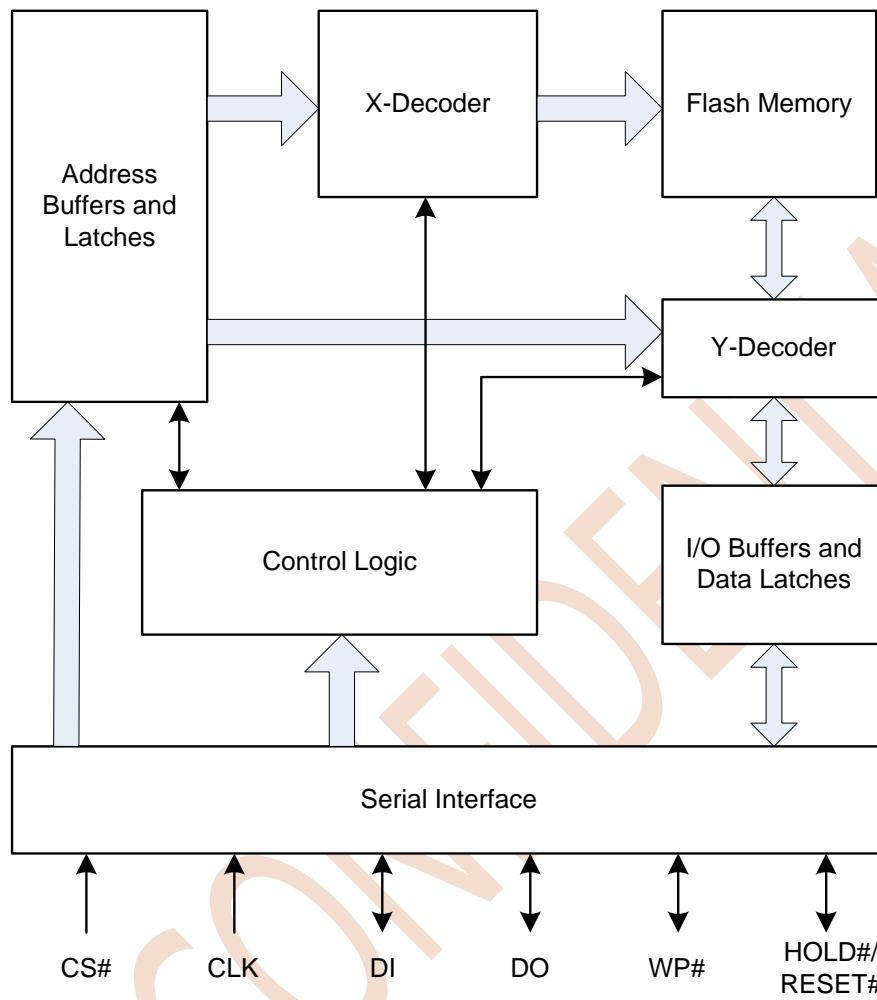 X-Decoder
Flash Memory
Address
Buffers and
Latches
Y-Decoder
Control Logic
I/O Buffers and
Data Latches
Serial Interface
CS#
CLK
DI
DO
WP#
HOLD#/
RESET#
CONFIDENTIA